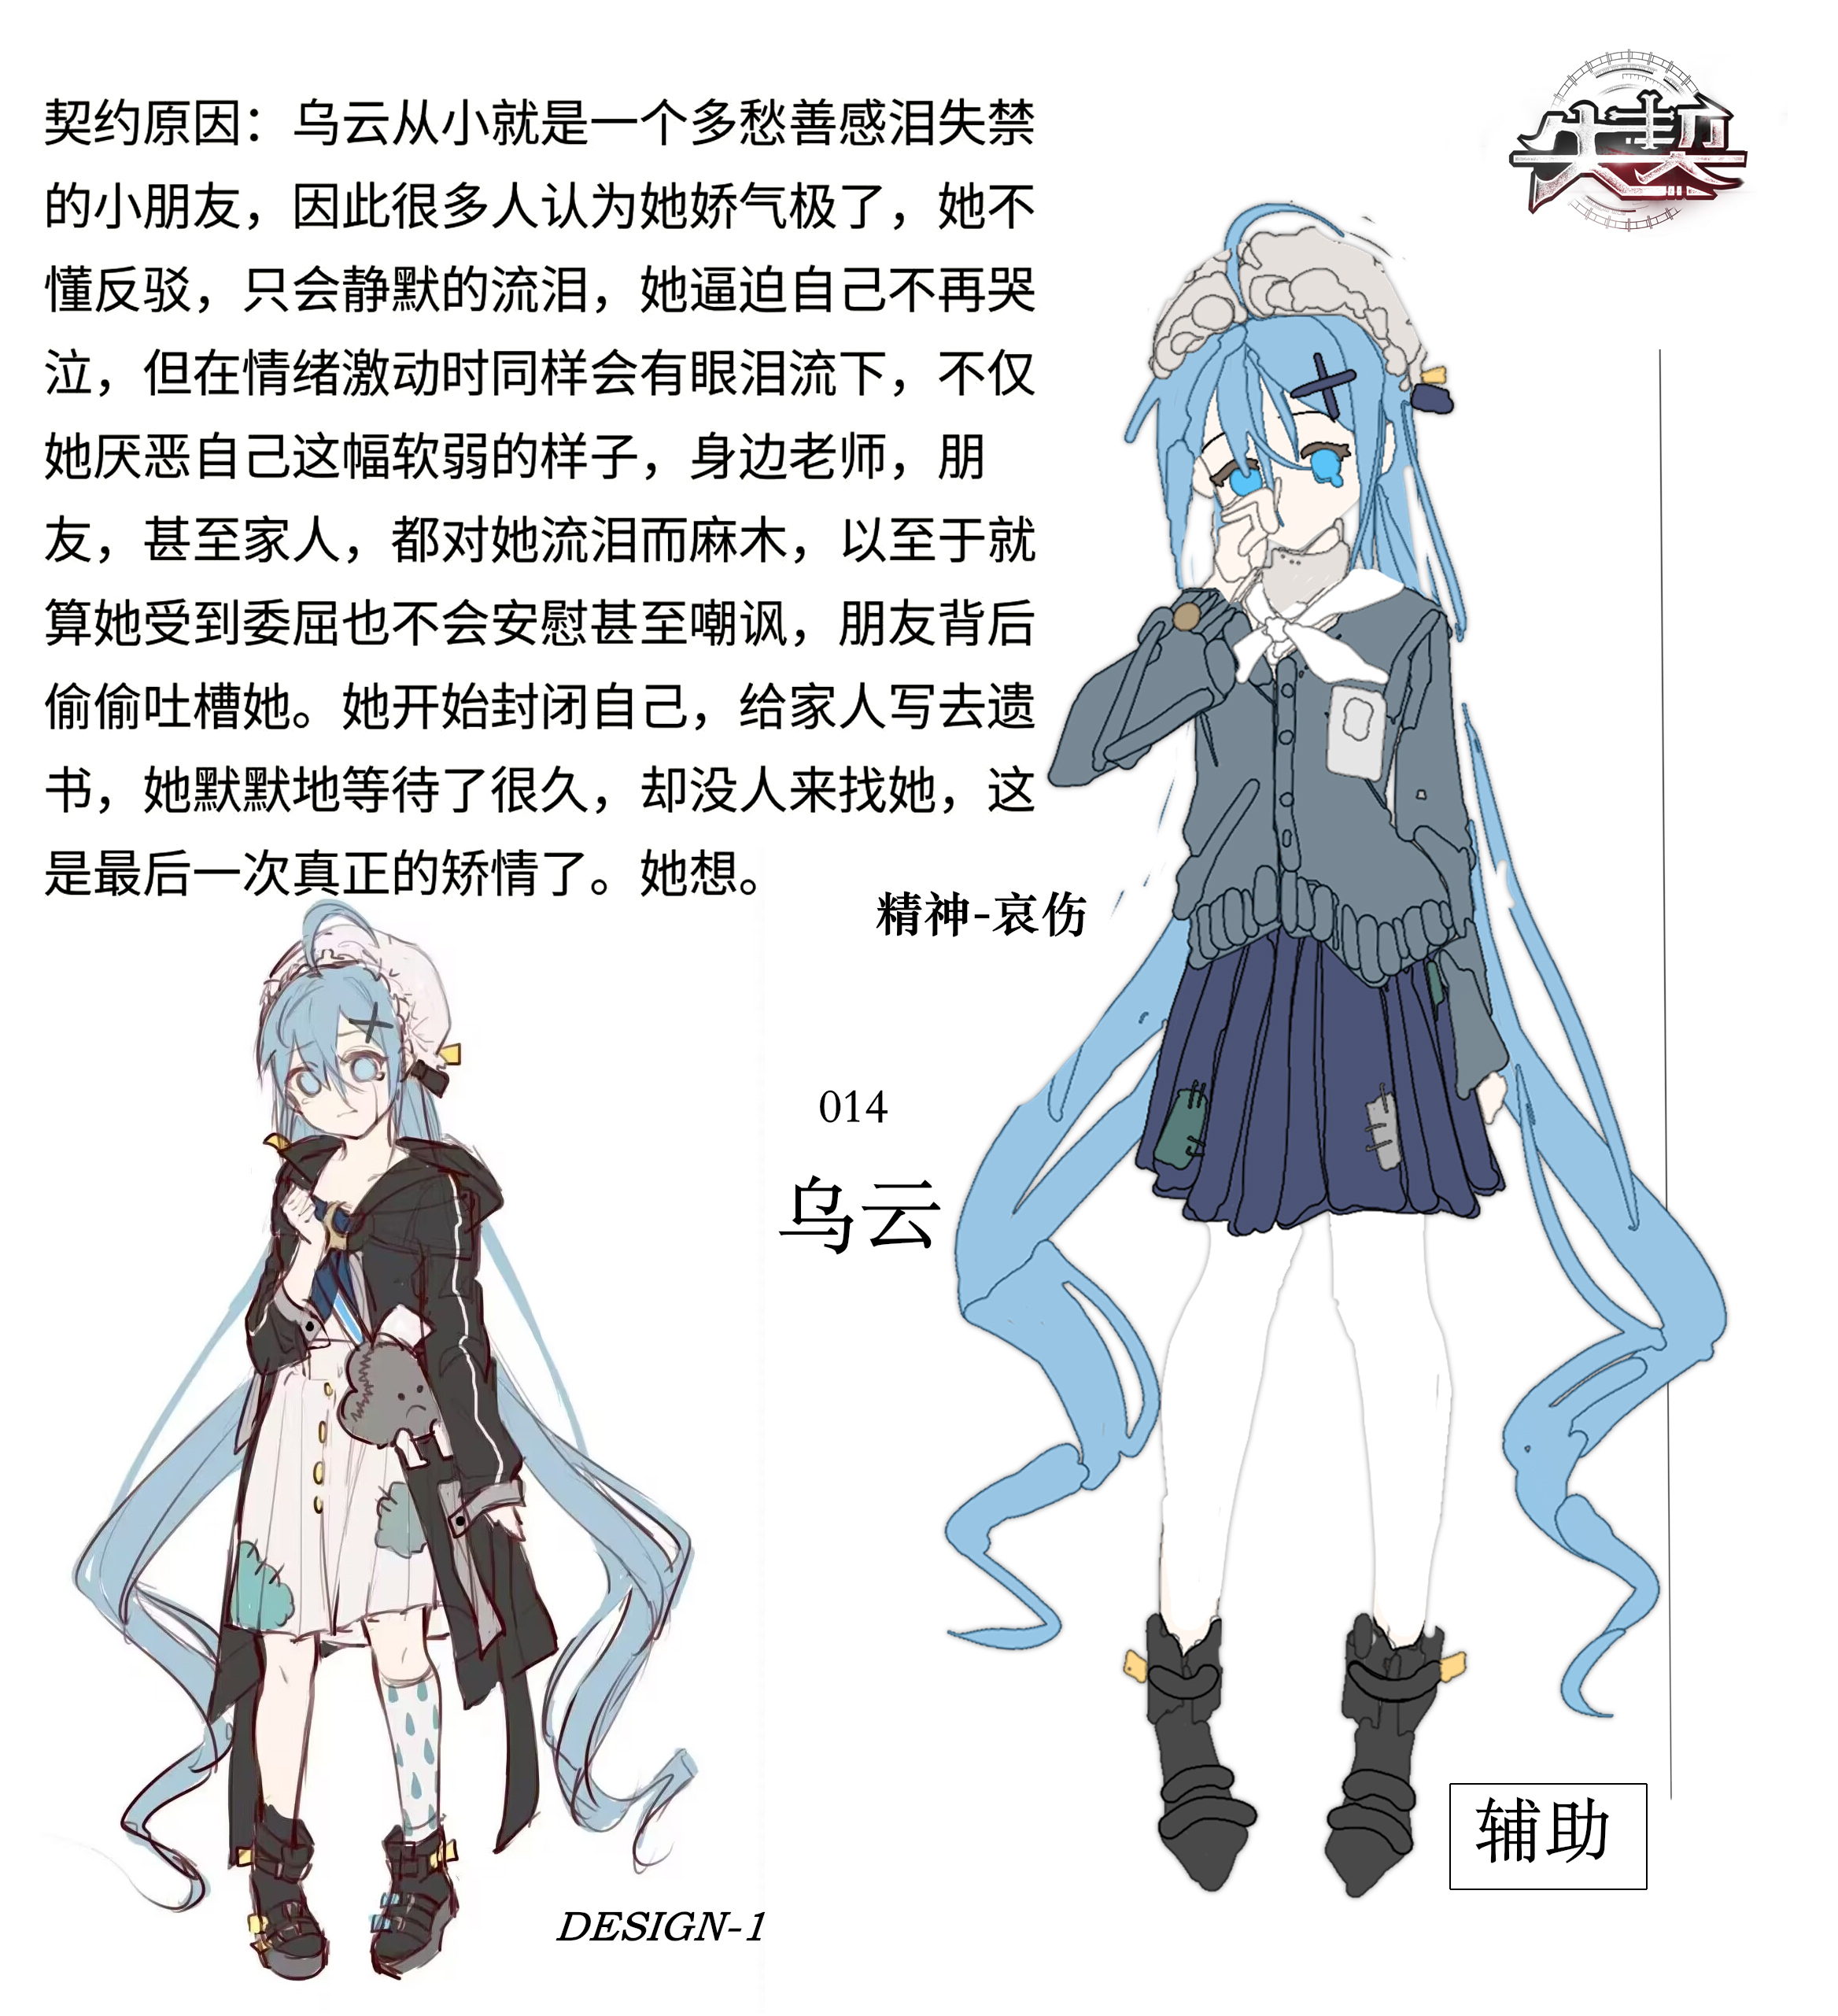 失契
契约原因：乌云从小就是一个多愁善感泪失禁
的小朋友，因此很多人认为她娇气极了，她不
懂反驳，只会静默的流泪，她逼迫自己不再哭
泣，但在情绪激动时同样会有眼泪流下，不仅
她厌恶自己这幅软弱的样子，身边老师，朋
友，甚至家人，都对她流泪而麻木，以至于就
算她受到委屈也不会安慰甚至嘲讽，朋友背后
偷偷吐槽她。她开始封闭自己，给家人写去遗
书，她默默地等待了很久，却没人来找她，这
是最后一次真正的矫情了。她想。
精神-哀伤
014
乌云
辅助
DESIGN-1